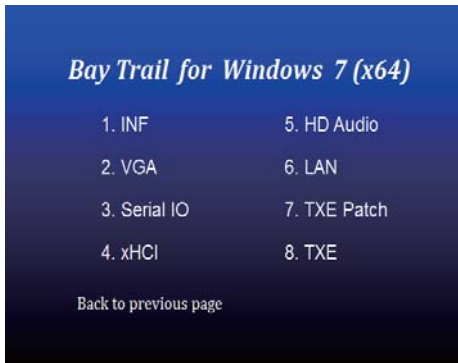 Bay Trail for Windows 7 (x64)
1. INF
2. VGA
3. Serial IO
4. xHCI
5. HD Audio
6. LAN
7. TXE Patch
8. TXE
Back to previous page